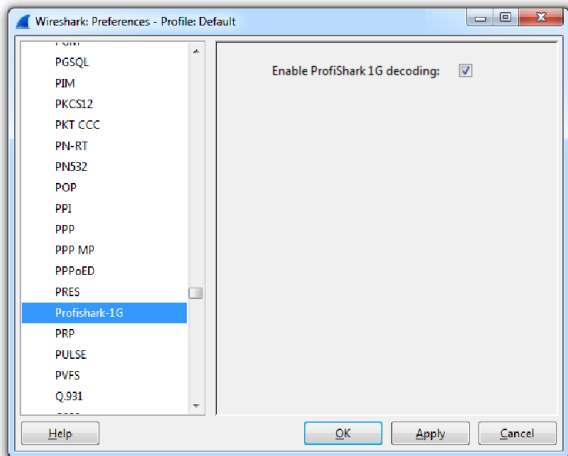 Wireshark: Preferences - Profile: Default
PGSQL
PIM
PKCS12
PKT CCC
PN-RT
PN532
POP
PPI
PPP
PPP MP
PPPoED
PRES
Profishark-1G
PRP
PULSE
PVFS
Q.931
Enable ProfiShark 1G decoding:
Help
OK
Apply
Cancel